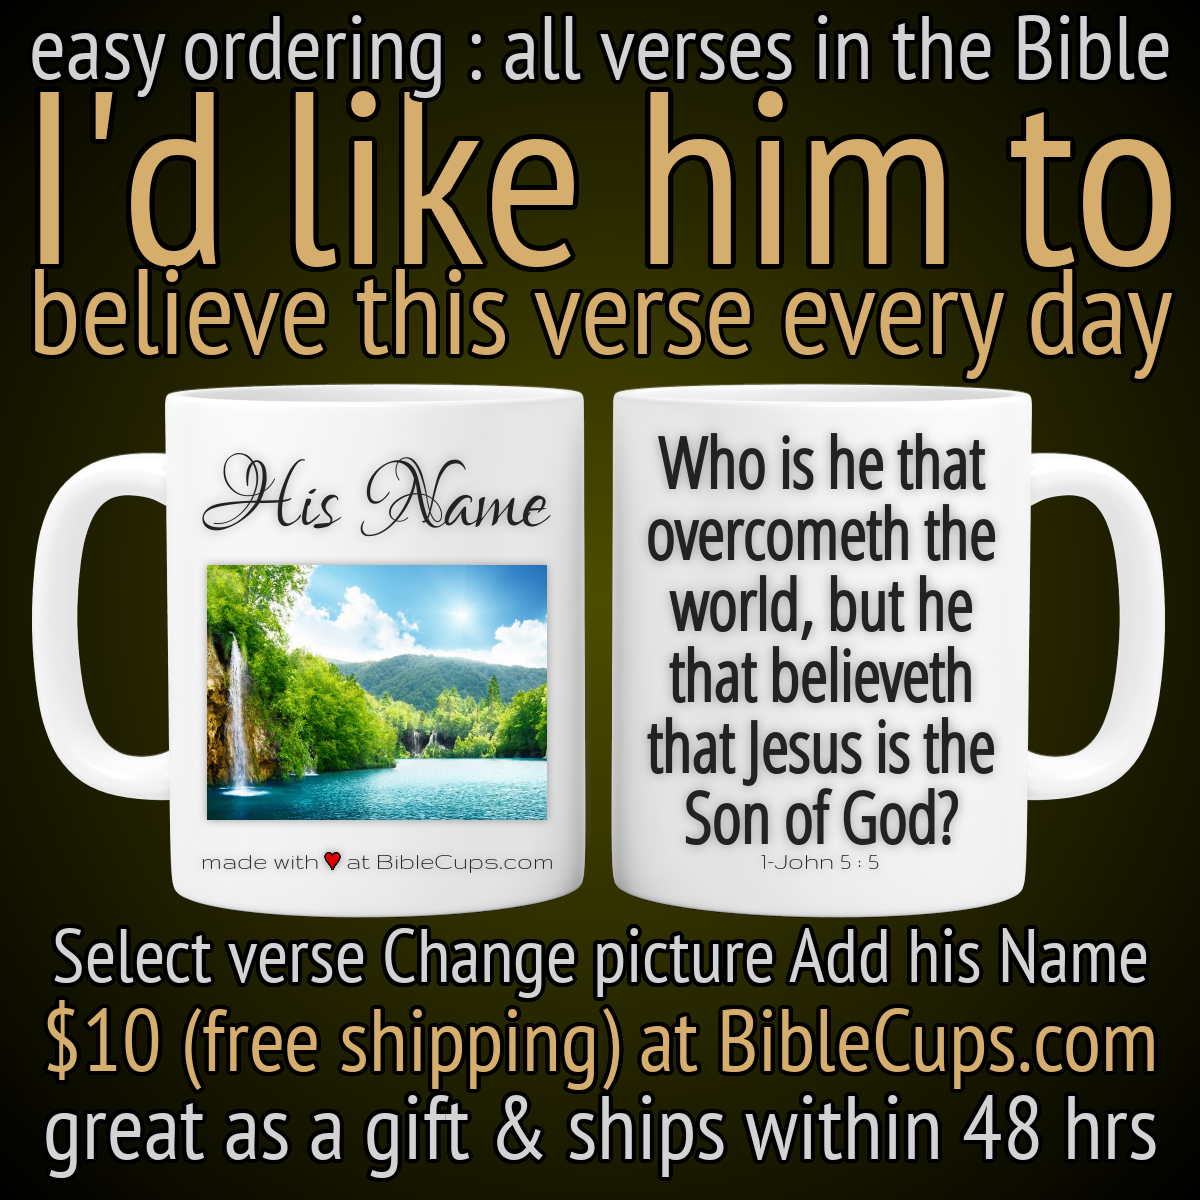 easy ordering : all verses in the Bible
I'd like him to
believe this verse every day
His Name
made with ♥ at BibleCups.com
Who is he that
overcometh the
world, but he
that believeth
that Jesus is the
Son of God?
1-John 5 : 5
Select verse Change picture Add his Name
$10 (free shipping) at BibleCups.com
great as a gift & ships within 48 hrs